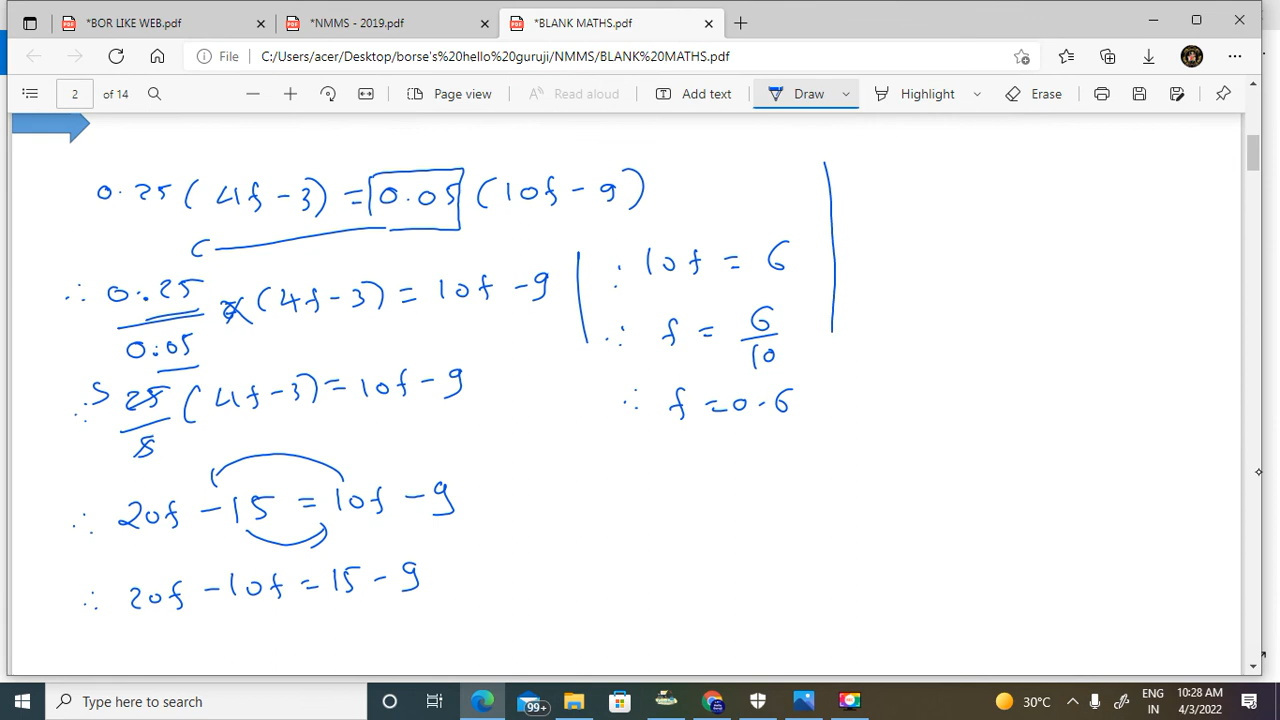 *BOR LIKE WEB.pdf
*NMMS - 2019.pdf
*BLANK MATHS.pdf
File C:/Users/acer/Desktop/borse's%20hello%20guruji/NMMS/BLANK%20MATHS.pdf
2 of 14
Page view
Read aloud
Add text
Draw
Highlight
Erase
0.25 (4f - 3) = 0.05 (10f - 9)
∴ 0.25/0.05 × (4f - 3) = 10f - 9
∴ 5 25/5 (4f - 3) = 10f - 9
∴ 20f - 15 = 10f - 9
∴ 20f - 10f = 15 - 9
∴ 10f = 6
∴ f = 6/10
∴ f = 0.6
Type here to search
99+
30°C
ENG
IN
10:28 AM
4/3/2022